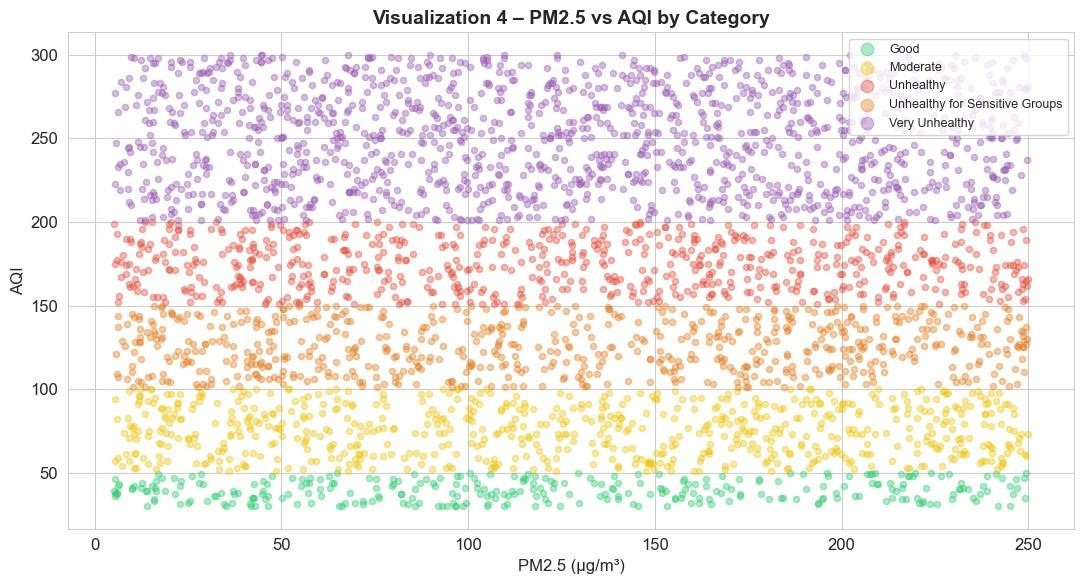 Visualization 4 – PM2.5 vs AQI by Category
Good
Moderate
Unhealthy
Unhealthy for Sensitive Groups
Very Unhealthy
AQI
300
250
200
150
100
50
0 50 100 150 200 250
PM2.5 (µg/m³)